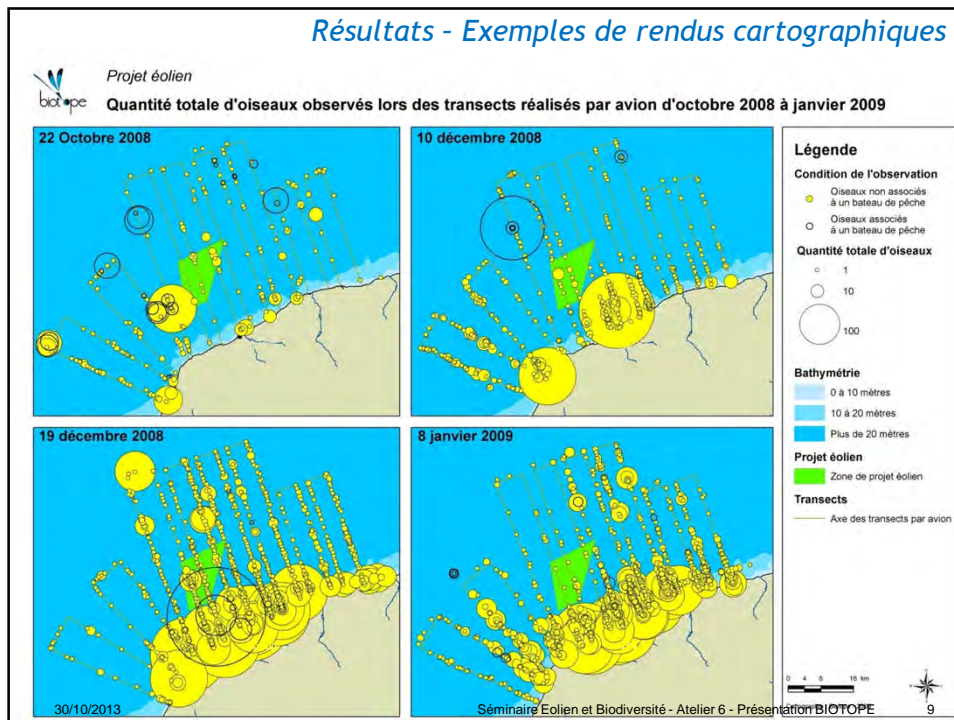 Résultats – Exemples de rendus cartographiques
biotope
Projet éolien
Quantité totale d'oiseaux observés lors des transects réalisés par avion d'octobre 2008 à janvier 2009
22 Octobre 2008
10 décembre 2008
19 décembre 2008
8 janvier 2009
Légende
Condition de l'observation
Oiseaux non associés
à un bateau de pêche
Oiseaux associés
à un bateau de pêche
Quantité totale d'oiseaux
1
10
100
Bathymétrie
0 à 10 mètres
10 à 20 mètres
Plus de 20 mètres
Projet éolien
Zone de projet éolien
Transects
Axe des transects par avion
0 4 8 16 km
30/10/2013
Séminaire Eolien et Biodiversité - Atelier 6 - Présentation BIOTOPE
9